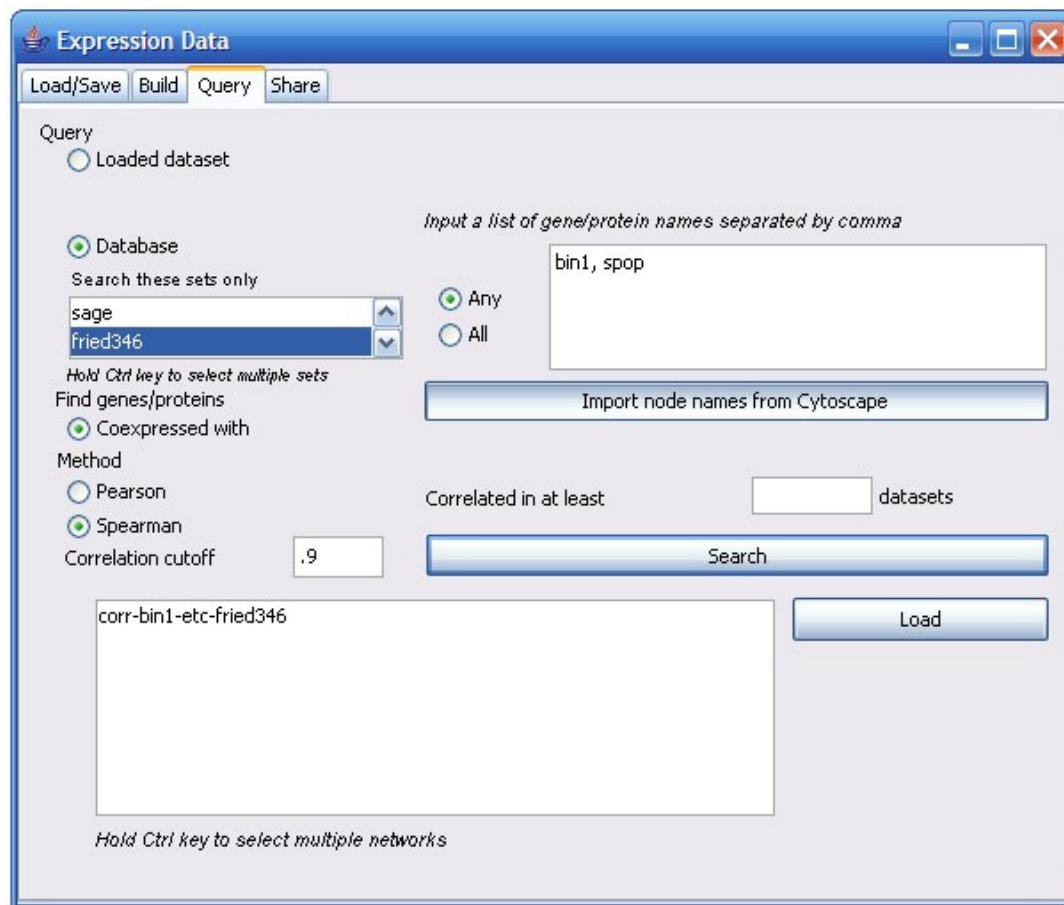 Expression Data
Load/Save Build Query Share
Query
Loaded dataset
Input a list of gene/protein names separated by comma
Database
bin1, spop
Search these sets only
sage
Any
fried346
All
Hold Ctrl key to select multiple sets
Find genes/proteins
Import node names from Cytoscape
Coexpressed with
Method
Pearson
Correlated in at least datasets
Spearman
Correlation cutoff .9
Search
corr-bin1-etc-fried346
Load
Hold Ctrl key to select multiple networks